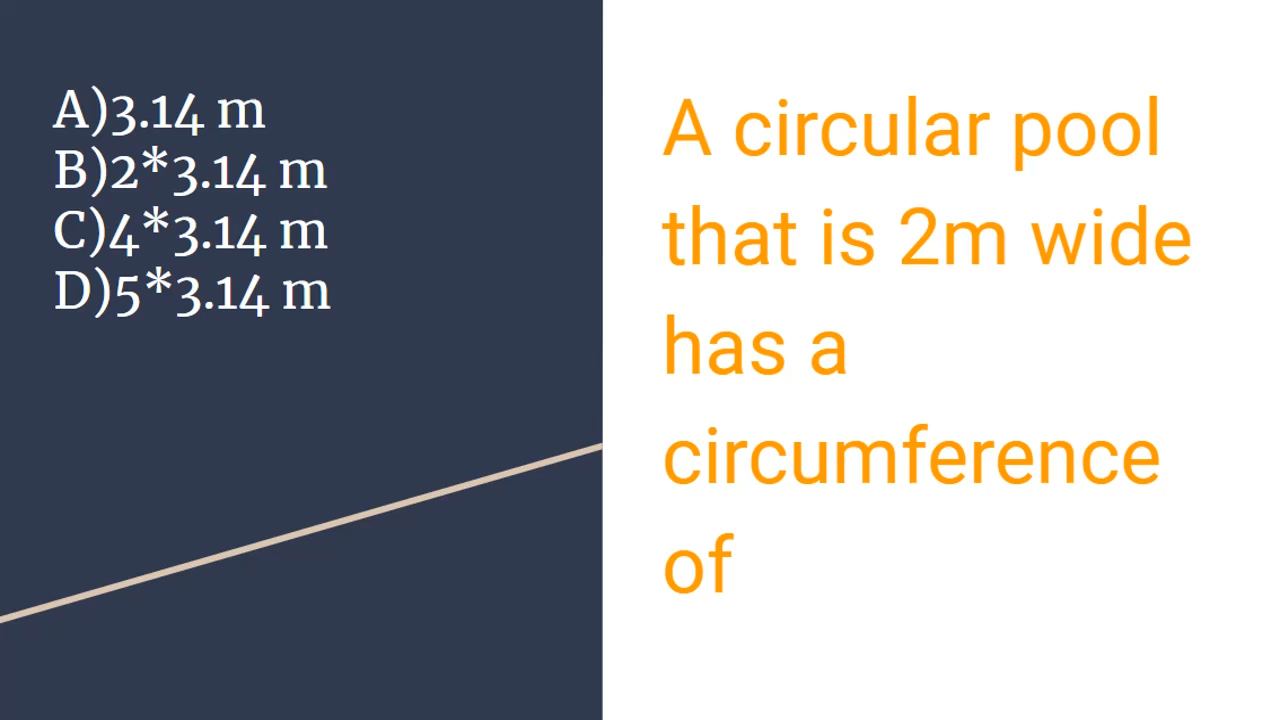 A)3.14 m
B)2*3.14 m
C)4*3.14 m
D)5*3.14 m
A circular pool
that is 2m wide
has a
circumference
of